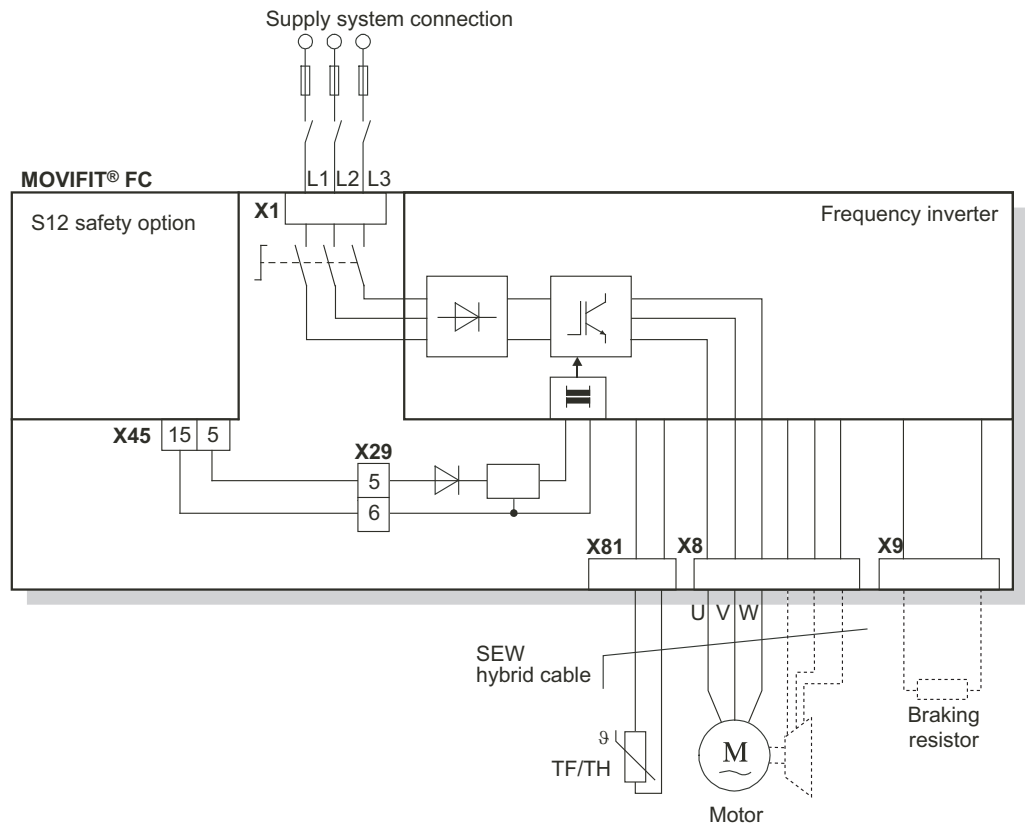 Supply system connection
MOVIFIT® FC
L1 L2 L3
S12 safety option
X1
Frequency inverter
X45 15 5
X29
5
6
X81 X8 X9
U V W
SEW
hybrid cable
Braking
resistor
ϑ
TF/TH
M
Motor